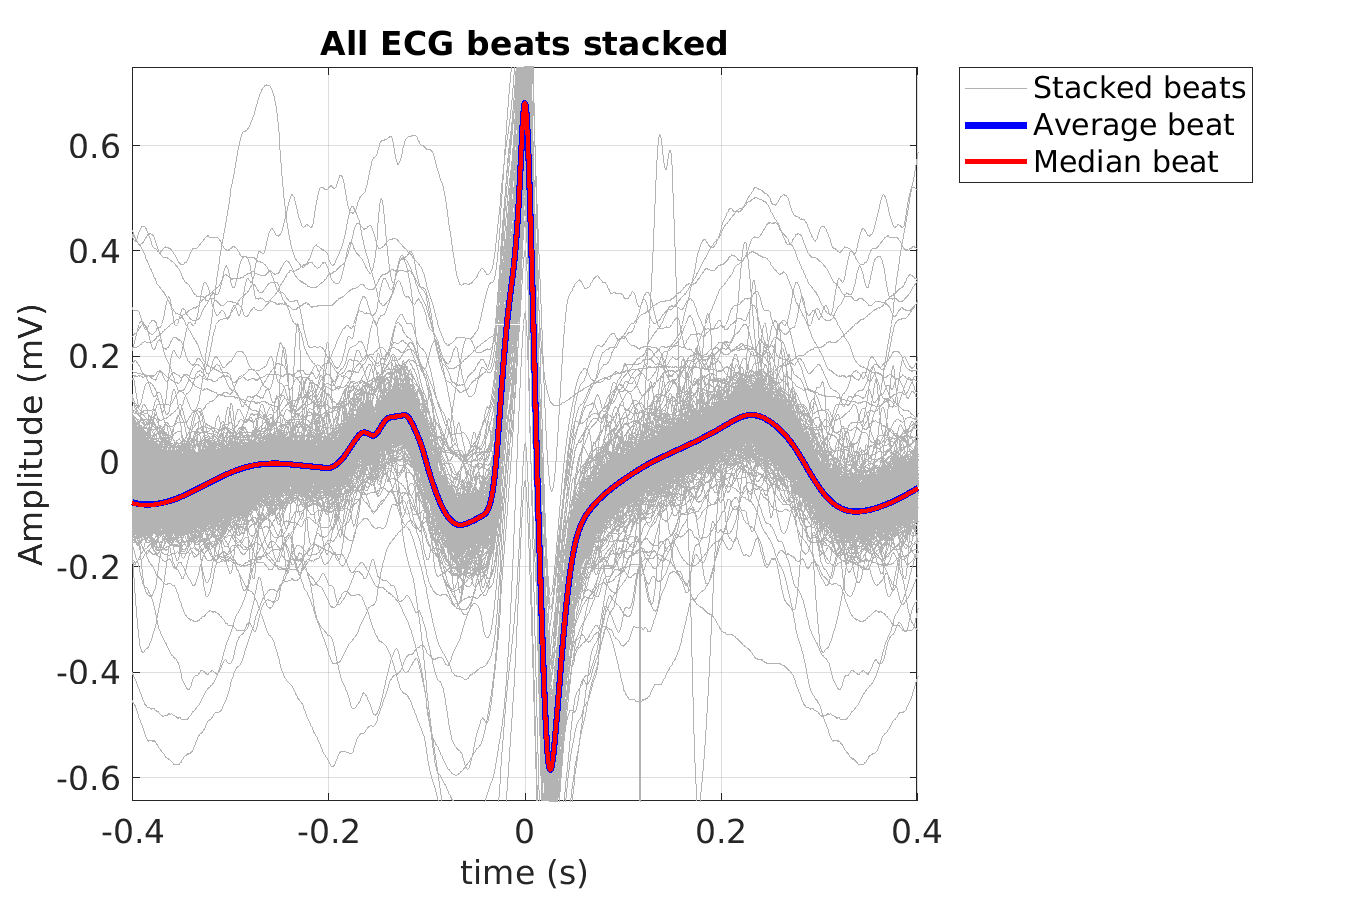 All ECG beats stacked
Stacked beats
Average beat
Median beat
Amplitude (mV)
0.6
0.4
0.2
0
-0.2
-0.4
-0.6
-0.4 -0.2 0 0.2 0.4
time (s)